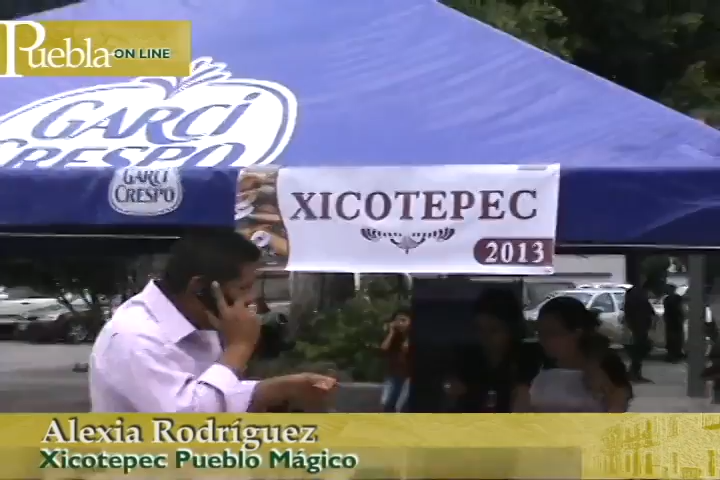 Puebla ON LINE
GARCI
CRESPO
GARCI
CRESPO
XICOTEPEC
2013
Alexia Rodríguez
Xicotepec Pueblo Mágico